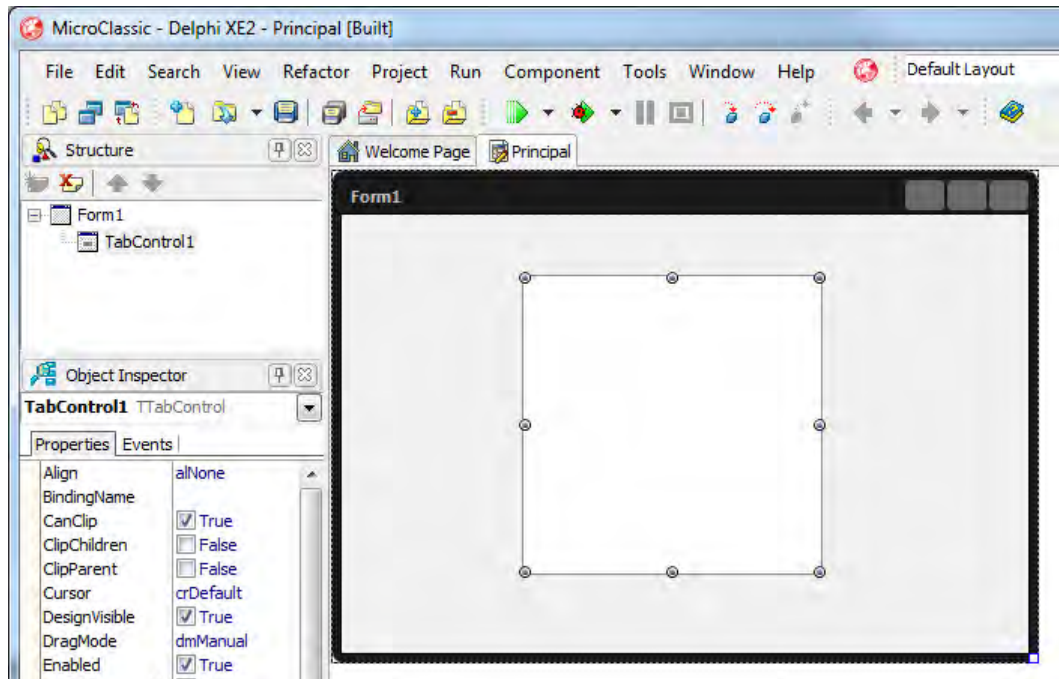 MicroClassic - Delphi XE2 - Principal [Built]
File Edit Search View Refactor Project Run Component Tools Window Help Default Layout
Structure
Welcome Page Principal
Form1
TabControl1
Form1
Object Inspector
TabControl1 TTabControl
Properties Events
Align alNone
BindingName
CanClip True
ClipChildren False
ClipParent False
Cursor crDefault
DesignVisible True
DragMode dmManual
Enabled True